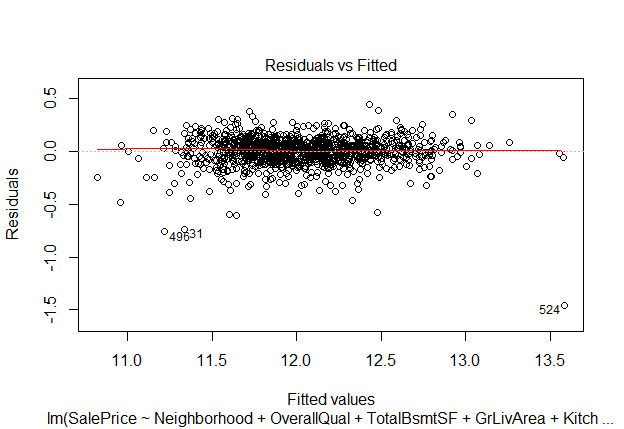 Residuals vs Fitted
Residuals
0.5
0.0
-0.5
-1.0
-1.5
496
31
524
11.0 11.5 12.0 12.5 13.0 13.5
Fitted values
lm(SalePrice ~ Neighborhood + OverallQual + TotalBsmtSF + GrLivArea + Kitch ...